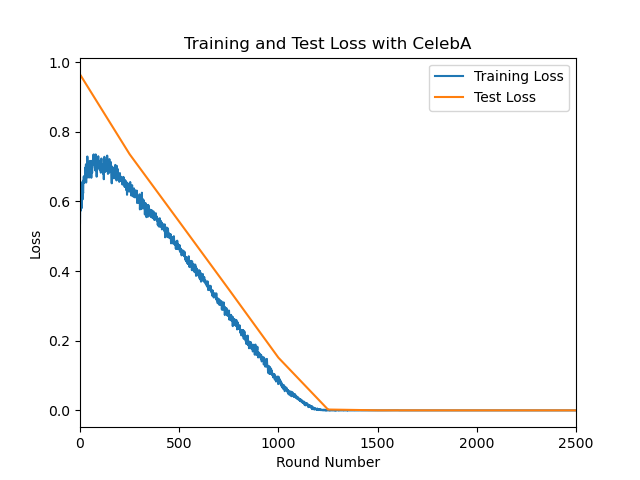 Training and Test Loss with CelebA
Training Loss
Test Loss
1.0
0.8
0.6
0.4
0.2
0.0
Loss
0 500 1000 1500 2000 2500
Round Number